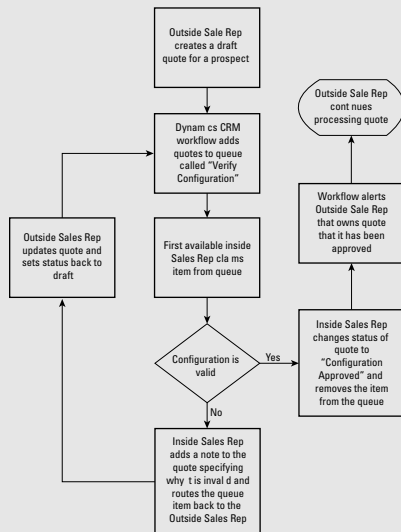 Outside Sale Rep
creates a draft
quote for a prospect
Dynam cs CRM
workflow adds
quotes to queue
called “Verify
Configuration”
First available inside
Sales Rep cla ms
item from queue
Configuration is
valid
Yes
No
Inside Sales Rep
adds a note to the
quote specifying
why t is inval d and
routes the queue
item back to the
Outside Sales Rep
Outside Sales Rep
updates quote and
sets status back to
draft
Inside Sales Rep
changes status of
quote to
“Configuration
Approved” and
removes the item
from the queue
Workflow alerts
Outside Sale Rep
that owns quote
that it has been
approved
Outside Sale Rep
cont nues
processing quote